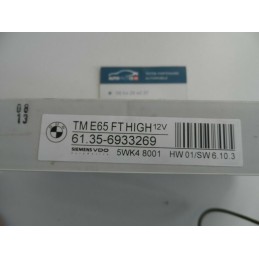 TM E65 FT HIGH 12V
61.35-6933269
SIEMENS VDO
5WK4 8001
HW 01/SW 6.10 3